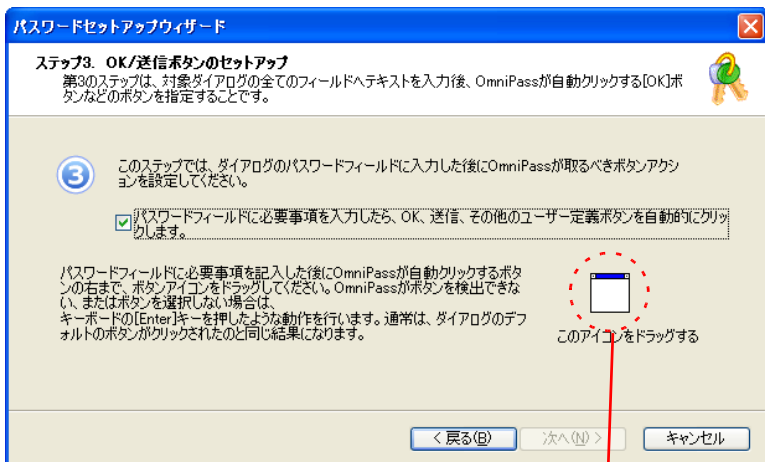 パスワードセットアップウィザード
ステップ3. OK/送信ボタンのセットアップ
第3のステップは、対象ダイアログの全てのフィールドへテキストを入力後、OmniPassが自動クリックする[OK]ボ
タンなどのボタンを指定することです。
3
このステップでは、ダイアログのパスワードフィールドに入力した後にOmniPassが取るべきボタンアクシ
ョンを設定してください。
パスワードフィールドに必要事項を入力したら、OK、送信、その他のユーザー定義ボタンを自動的にクリッ
クします。
パスワードフィールドに必要事項を記入した後にOmniPassが自動クリックするボタ
ンの右まで、ボタンアイコンをドラッグしてください。OmniPassがボタンを検出できな
い、またはボタンを選択しない場合は、
キーボードの[Enter]キーを押したような動作を行います。通常は、ダイアログのデフ
ォルトのボタンがクリックされたのと同じ結果になります。
このアイコンをドラッグする
< 戻る(B)
次へ(N) >
キャンセル